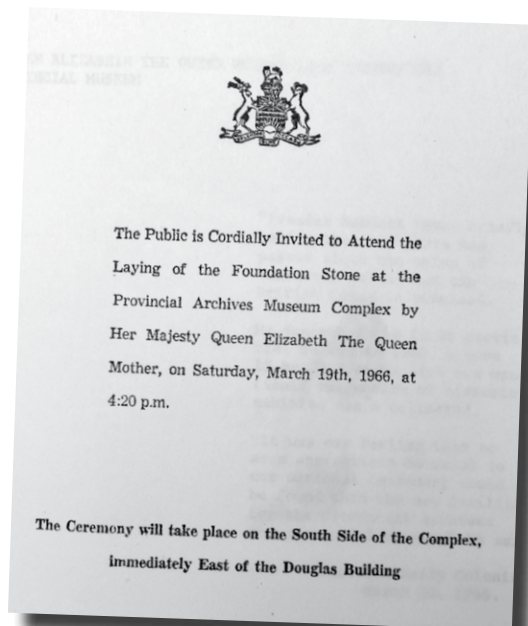 The Public is Cordially Invited to Attend the
Laying of the Foundation Stone at the
Provincial Archives Museum Complex by
Her Majesty Queen Elizabeth The Queen
Mother, on Saturday, March 19th, 1966, at
4:20 p.m.
The Ceremony will take place on the South Side of the Complex,
immediately East of the Douglas Building